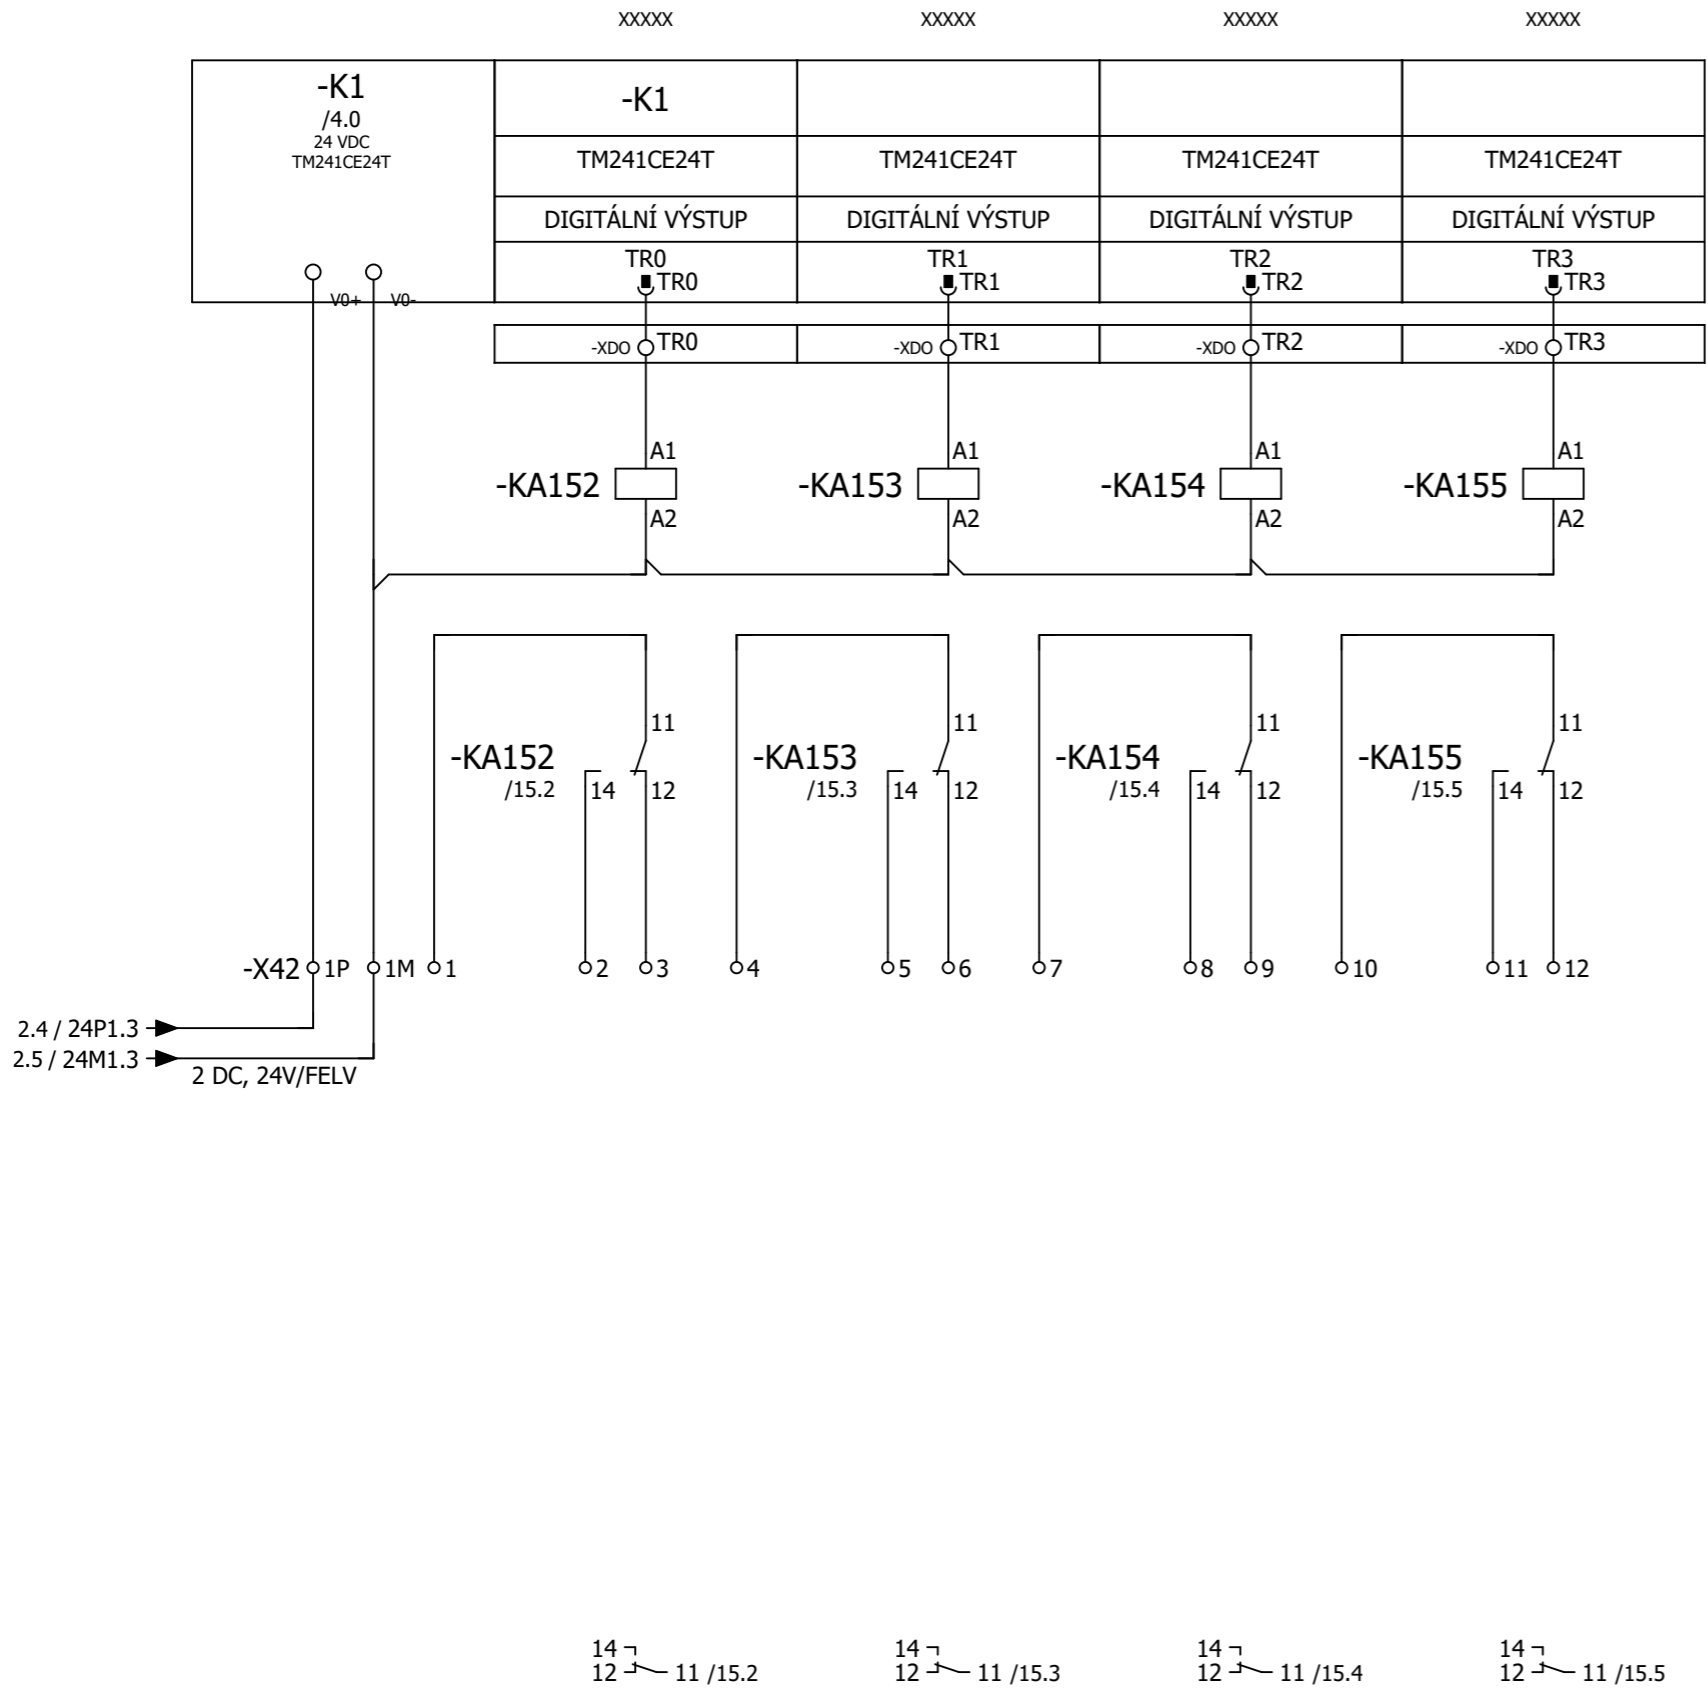 XXXXX XXXXX XXXXX XXXXX
-K1 -K1
/4.0
24 VDC
TM241CE24T TM241CE24T TM241CE24T TM241CE24T TM241CE24T
DIGITÁLNÍ VÝSTUP DIGITÁLNÍ VÝSTUP DIGITÁLNÍ VÝSTUP DIGITÁLNÍ VÝSTUP
TR0 TR1 TR2 TR3
TR0 TR1 TR2 TR3
V0+ V0-
-XDO TR0 -XDO TR1 -XDO TR2 -XDO TR3
A1 A1 A1 A1
-KA152 -KA153 -KA154 -KA155
A2 A2 A2 A2
11 11 11 11
-KA152 -KA153 -KA154 -KA155
/15.2 14 12 /15.3 14 12 /15.4 14 12 /15.5 14 12
-X42 1P 1M 1 2 3 4 5 6 7 8 9 10 11 12
2.4 / 24P1.3
2.5 / 24M1.3
2 DC, 24V/FELV
14 14 14 14
12 11 /15.2 12 11 /15.3 12 11 /15.4 12 11 /15.5